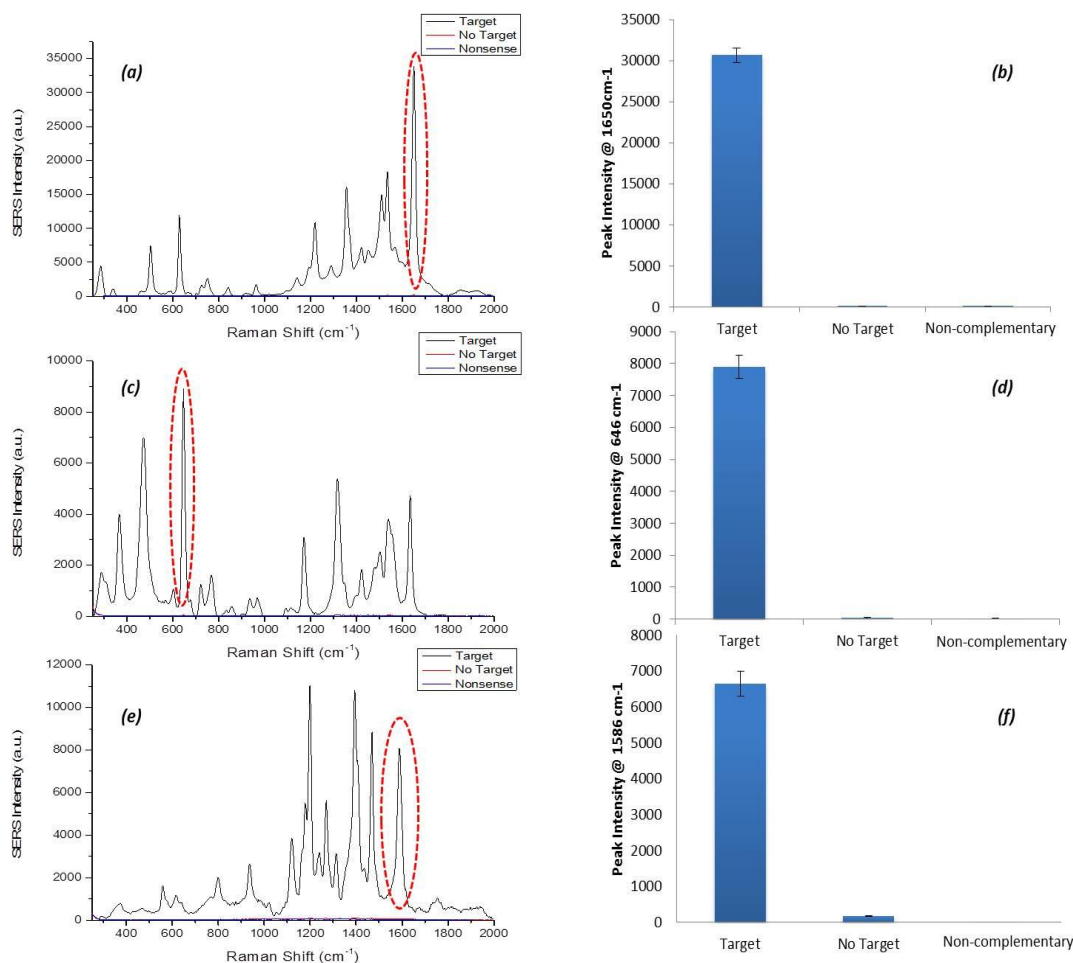 Target
No Target
Nonsense
(a)
SERS Intensity (a.u.)
35000
30000
25000
20000
15000
10000
5000
0
400 600 800 1000 1200 1400 1600 1800 2000
Raman Shift (cm-1)
(b)
Peak Intensity @ 1650cm-1
35000
30000
25000
20000
15000
10000
5000
0
Target No Target Non-complementary
Target
No Target
Nonsense
(c)
SERS Intensity (a.u.)
10000
8000
6000
4000
2000
0
400 600 800 1000 1200 1400 1600 1800 2000
Raman Shift (cm-1)
(d)
Peak Intensity @ 646 cm-1
9000
8000
7000
6000
5000
4000
3000
2000
1000
0
Target No Target Non-complementary
Target
No Target
Nonsense
(e)
SERS Intensity (a.u.)
12000
10000
8000
6000
4000
2000
0
400 600 800 1000 1200 1400 1600 1800 2000
Raman Shift (cm-1)
(f)
Peak Intensity @ 1586 cm-1
8000
7000
6000
5000
4000
3000
2000
1000
0
Target No Target Non-complementary